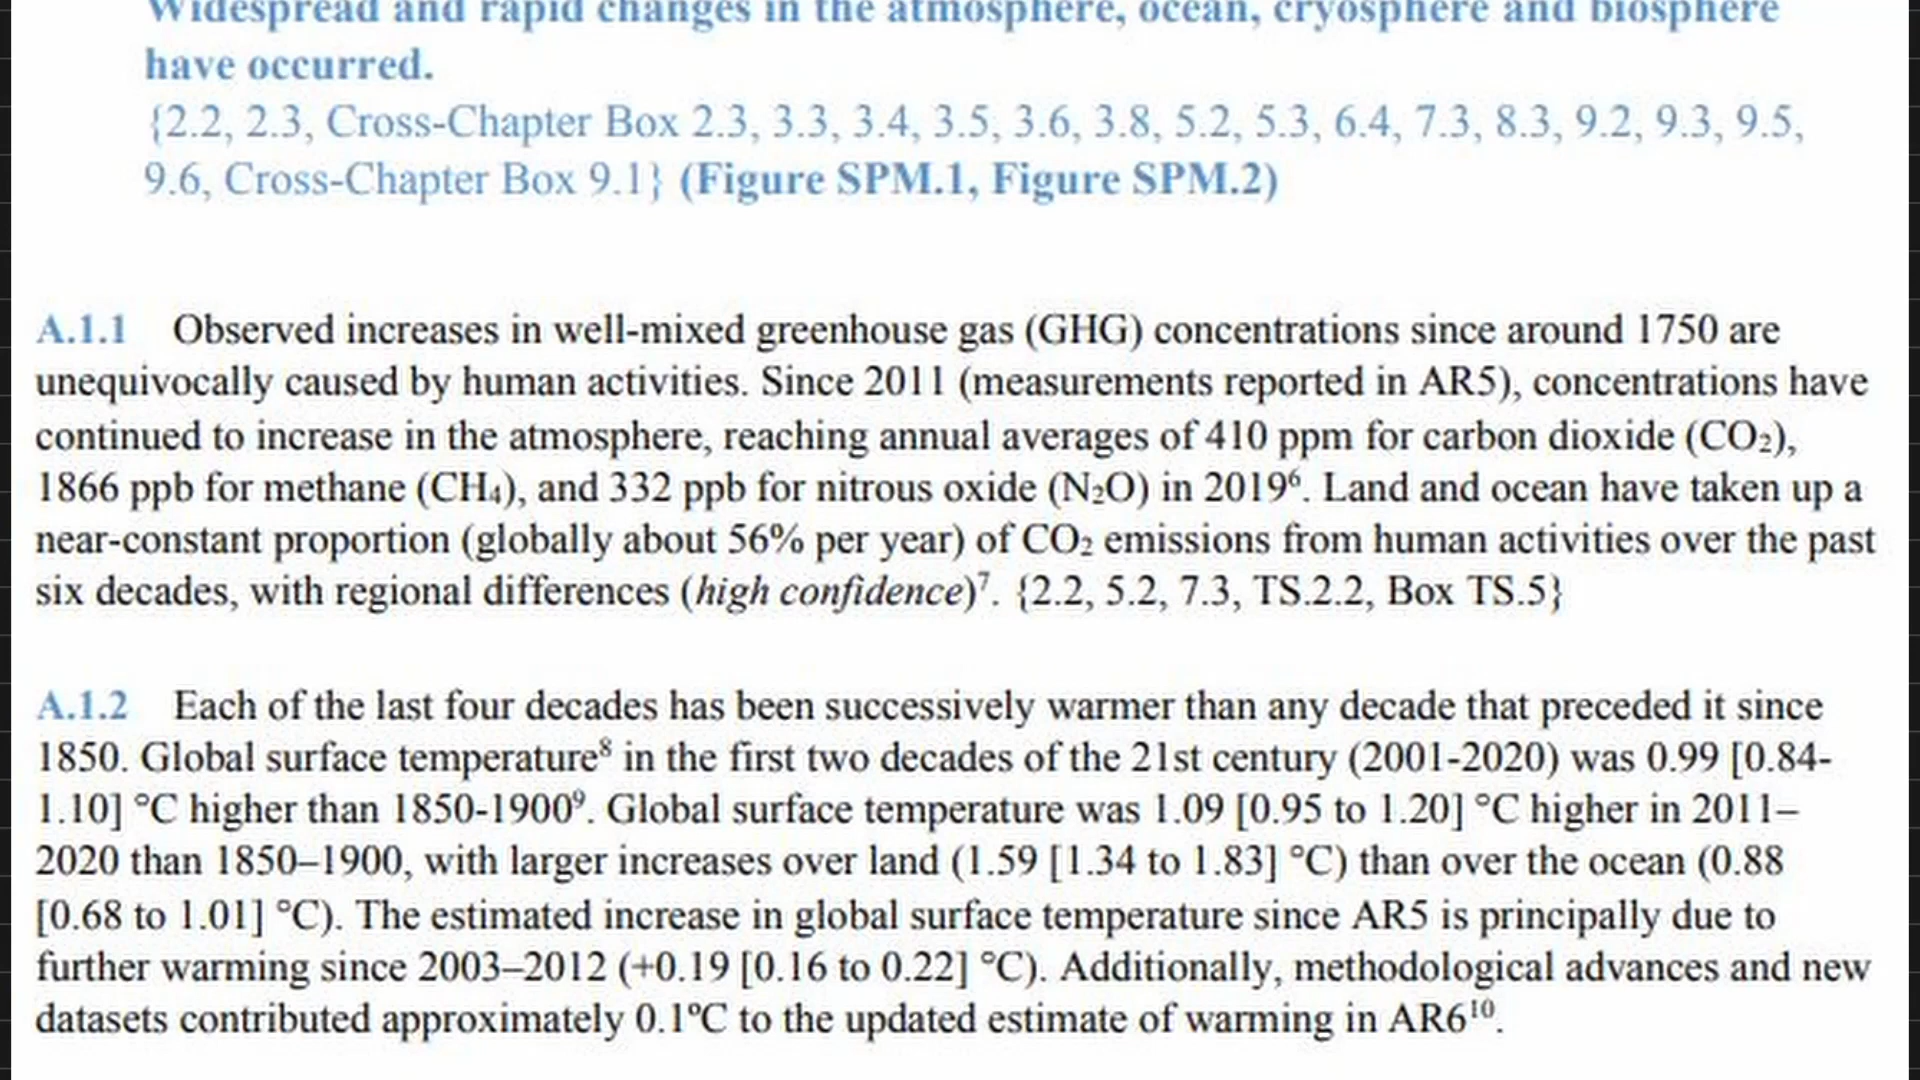 Widespread and rapid changes in the atmosphere, ocean, cryosphere and biosphere
have occurred.
{2.2, 2.3, Cross-Chapter Box 2.3, 3.3, 3.4, 3.5, 3.6, 3.8, 5.2, 5.3, 6.4, 7.3, 8.3, 9.2, 9.3, 9.5,
9.6, Cross-Chapter Box 9.1} (Figure SPM.1, Figure SPM.2)
A.1.1 Observed increases in well-mixed greenhouse gas (GHG) concentrations since around 1750 are
unequivocally caused by human activities. Since 2011 (measurements reported in AR5), concentrations have
continued to increase in the atmosphere, reaching annual averages of 410 ppm for carbon dioxide (CO₂),
1866 ppb for methane (CH₄), and 332 ppb for nitrous oxide (N₂O) in 2019⁶. Land and ocean have taken up a
near-constant proportion (globally about 56% per year) of CO₂ emissions from human activities over the past
six decades, with regional differences (high confidence)⁷. {2.2, 5.2, 7.3, TS.2.2, Box TS.5}
A.1.2 Each of the last four decades has been successively warmer than any decade that preceded it since
1850. Global surface temperature⁸ in the first two decades of the 21st century (2001-2020) was 0.99 [0.84-
1.10] °C higher than 1850-1900⁹. Global surface temperature was 1.09 [0.95 to 1.20] °C higher in 2011–
2020 than 1850–1900, with larger increases over land (1.59 [1.34 to 1.83] °C) than over the ocean (0.88
[0.68 to 1.01] °C). The estimated increase in global surface temperature since AR5 is principally due to
further warming since 2003–2012 (+0.19 [0.16 to 0.22] °C). Additionally, methodological advances and new
datasets contributed approximately 0.1ºC to the updated estimate of warming in AR6¹⁰.